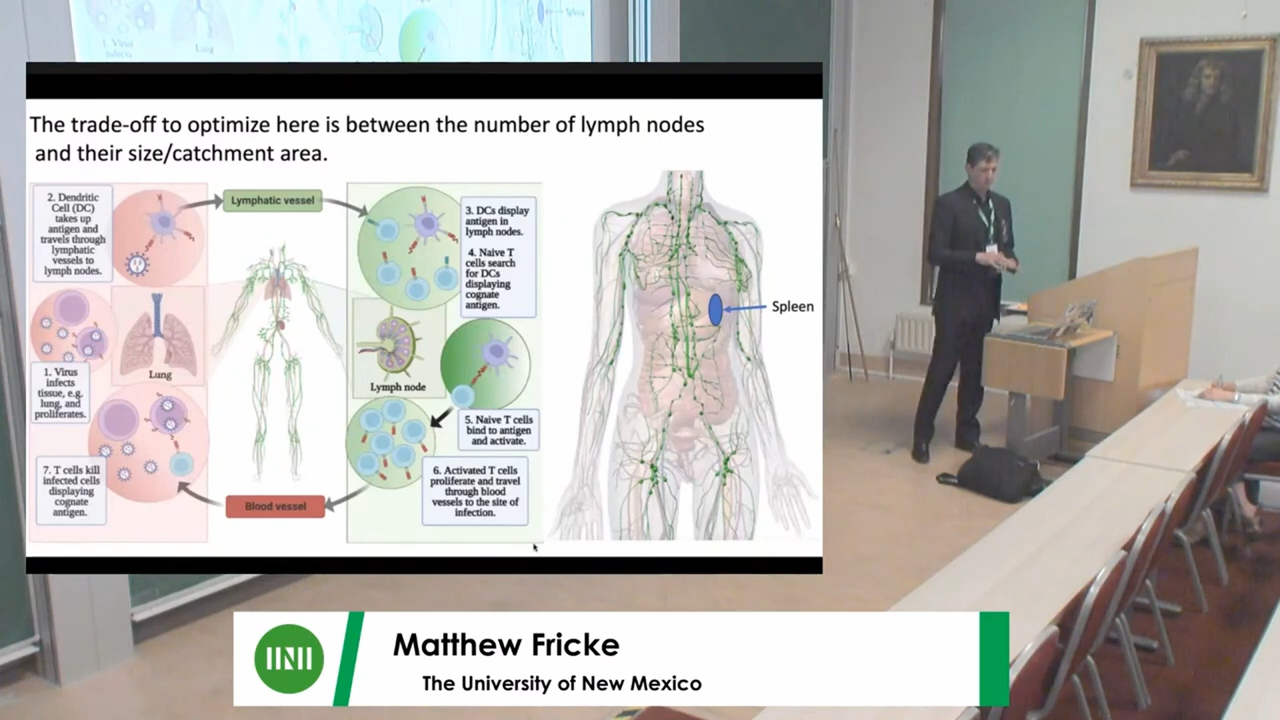 1. Virus
Lung
Spleen
The trade-off to optimize here is between the number of lymph nodes
and their size/catchment area.
2. Dendritic
Cell (DC)
takes up
antigen and
travels through
lymphatic
vessels to
lymph nodes.
Lymphatic vessel
3. DCs display
antigen in
lymph nodes.
4. Naive T
cells search
for DCs
displaying
cognate
antigen.
Spleen
Lung
1. Virus
infects
tissue, e.g.
lung, and
proliferates.
Lymph node
5. Naive T cells
bind to antigen
and activate.
7. T cells kill
infected cells
displaying
cognate
antigen.
Blood vessel
6. Activated T cells
proliferate and travel
through blood
vessels to the site of
infection.
Matthew Fricke
The University of New Mexico